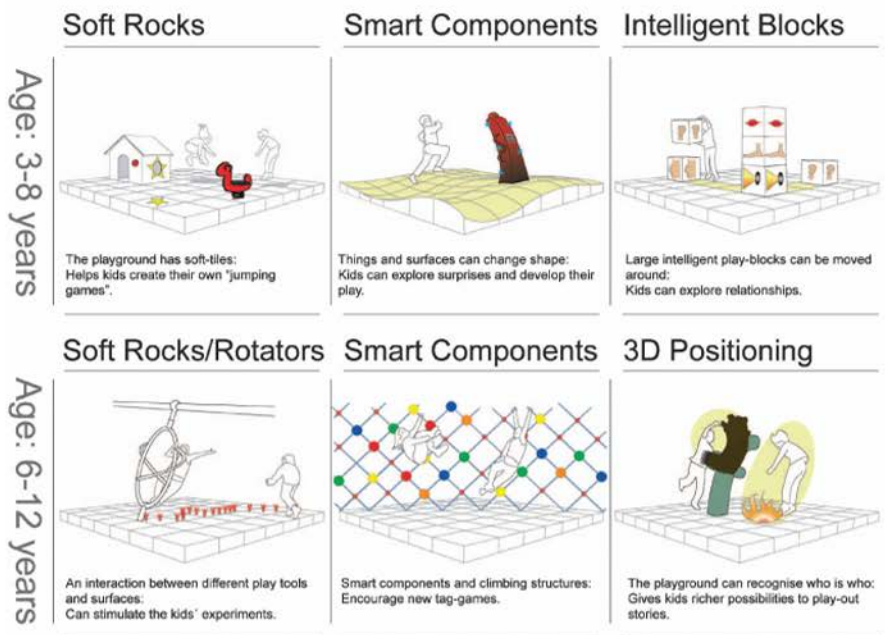 Soft Rocks
Smart Components
Intelligent Blocks
Age: 3-8 years
The playground has soft-tiles:
Helps kids create their own "jumping
games".
Things and surfaces can change shape:
Kids can explore surprises and develop their
play.
Large intelligent play-blocks can be moved
around:
Kids can explore relationships.
Soft Rocks/Rotators
Smart Components
3D Positioning
Age: 6-12 years
An interaction between different play tools
and surfaces:
Can stimulate the kids´ experiments.
Smart components and climbing structures:
Encourage new tag-games.
The playground can recognise who is who:
Gives kids richer possibilities to play-out
stories.